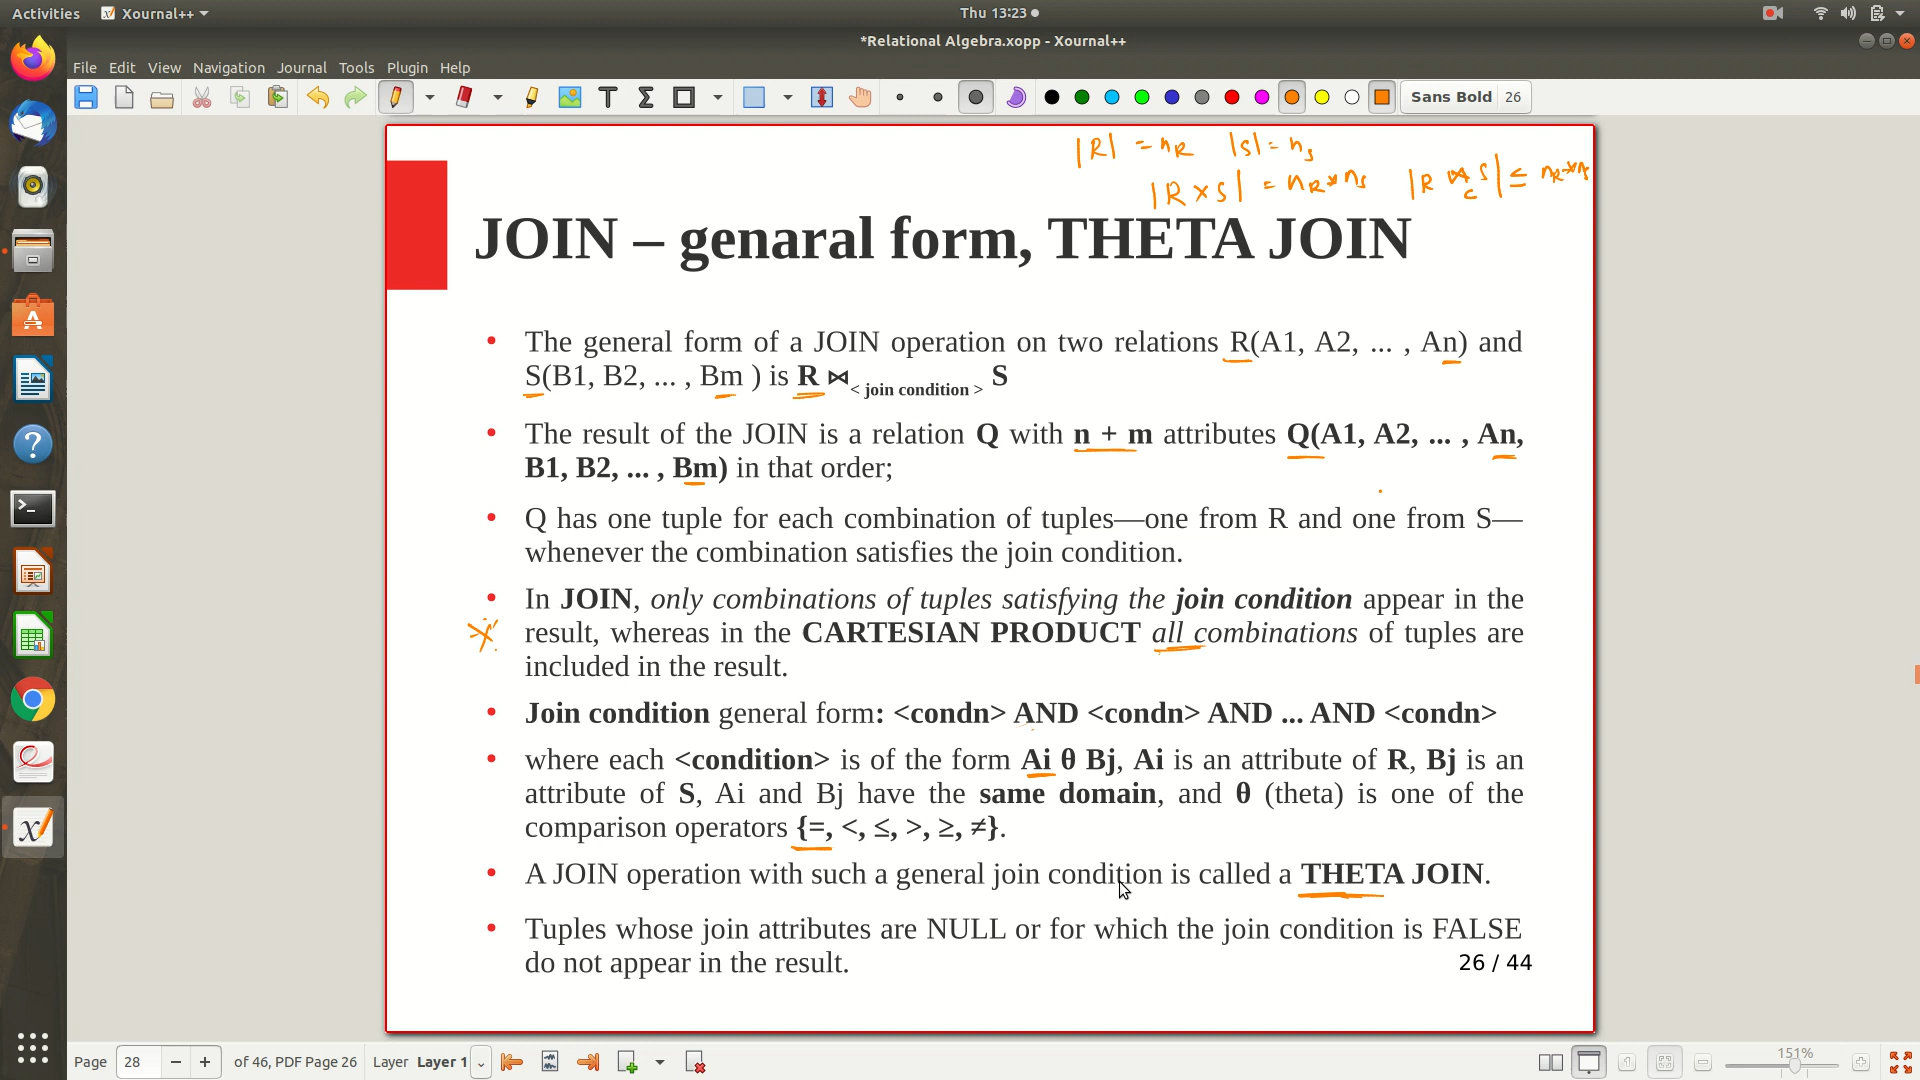 Activities Xournal++ Thu 13:23
*Relational Algebra.xopp - Xournal++
File Edit View Navigation Journal Tools Plugin Help
Sans Bold 26
|R| = nR |S| = ns
|R × S| = nR * ns |R ⋈c S| ≤ nR * ns
JOIN – genaral form, THETA JOIN
• The general form of a JOIN operation on two relations R(A1, A2, ... , An) and
S(B1, B2, ... , Bm ) is R ⋈< join condition > S
• The result of the JOIN is a relation Q with n + m attributes Q(A1, A2, ... , An,
B1, B2, ... , Bm) in that order;
• Q has one tuple for each combination of tuples—one from R and one from S—
whenever the combination satisfies the join condition.
• In JOIN, only combinations of tuples satisfying the join condition appear in the
result, whereas in the CARTESIAN PRODUCT all combinations of tuples are
included in the result.
• Join condition general form: <condn> AND <condn> AND ... AND <condn>
• where each <condition> is of the form Ai θ Bj, Ai is an attribute of R, Bj is an
attribute of S, Ai and Bj have the same domain, and θ (theta) is one of the
comparison operators {=, <, ≤, >, ≥, ≠}.
• A JOIN operation with such a general join condition is called a THETA JOIN.
• Tuples whose join attributes are NULL or for which the join condition is FALSE
do not appear in the result.
26 / 44
Page 28 of 46, PDF Page 26 Layer Layer 1 151%